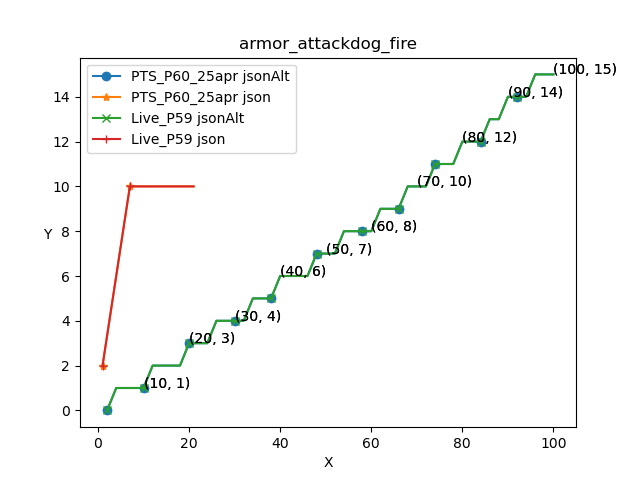 armor_attackdog_fire
PTS_P60_25apr jsonAlt
PTS_P60_25apr json
Live_P59 jsonAlt
Live_P59 json
(100, 15)
(90, 14)
(80, 12)
(70, 10)
(60, 8)
(50, 7)
(40, 6)
(30, 4)
(20, 3)
(10, 1)
14
12
10
8
6
4
2
0
Y
0 20 40 60 80 100
X